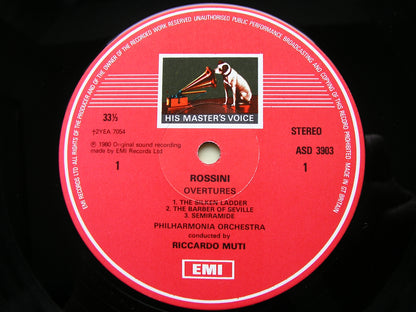 ALL RIGHTS OF THE PRODUCER AND OF THE OWNER OF THE RECORDED WORK RESERVED UNAUTHORISED PUBLIC PERFORMANCE BROADCASTING AND COPYING OF THIS RECORD PROHIBITED. MADE IN GT BRITAIN
EMI RECORDS LTD
HIS MASTER'S VOICE
33⅓
†2YEA 7054
℗ 1980 Original sound recording
made by EMI Records Ltd
1
STEREO
ASD 3903
1
ROSSINI
OVERTURES
1. THE SILKEN LADDER
2. THE BARBER OF SEVILLE
3. SEMIRAMIDE
PHILHARMONIA ORCHESTRA
conducted by
RICCARDO MUTI
EMI